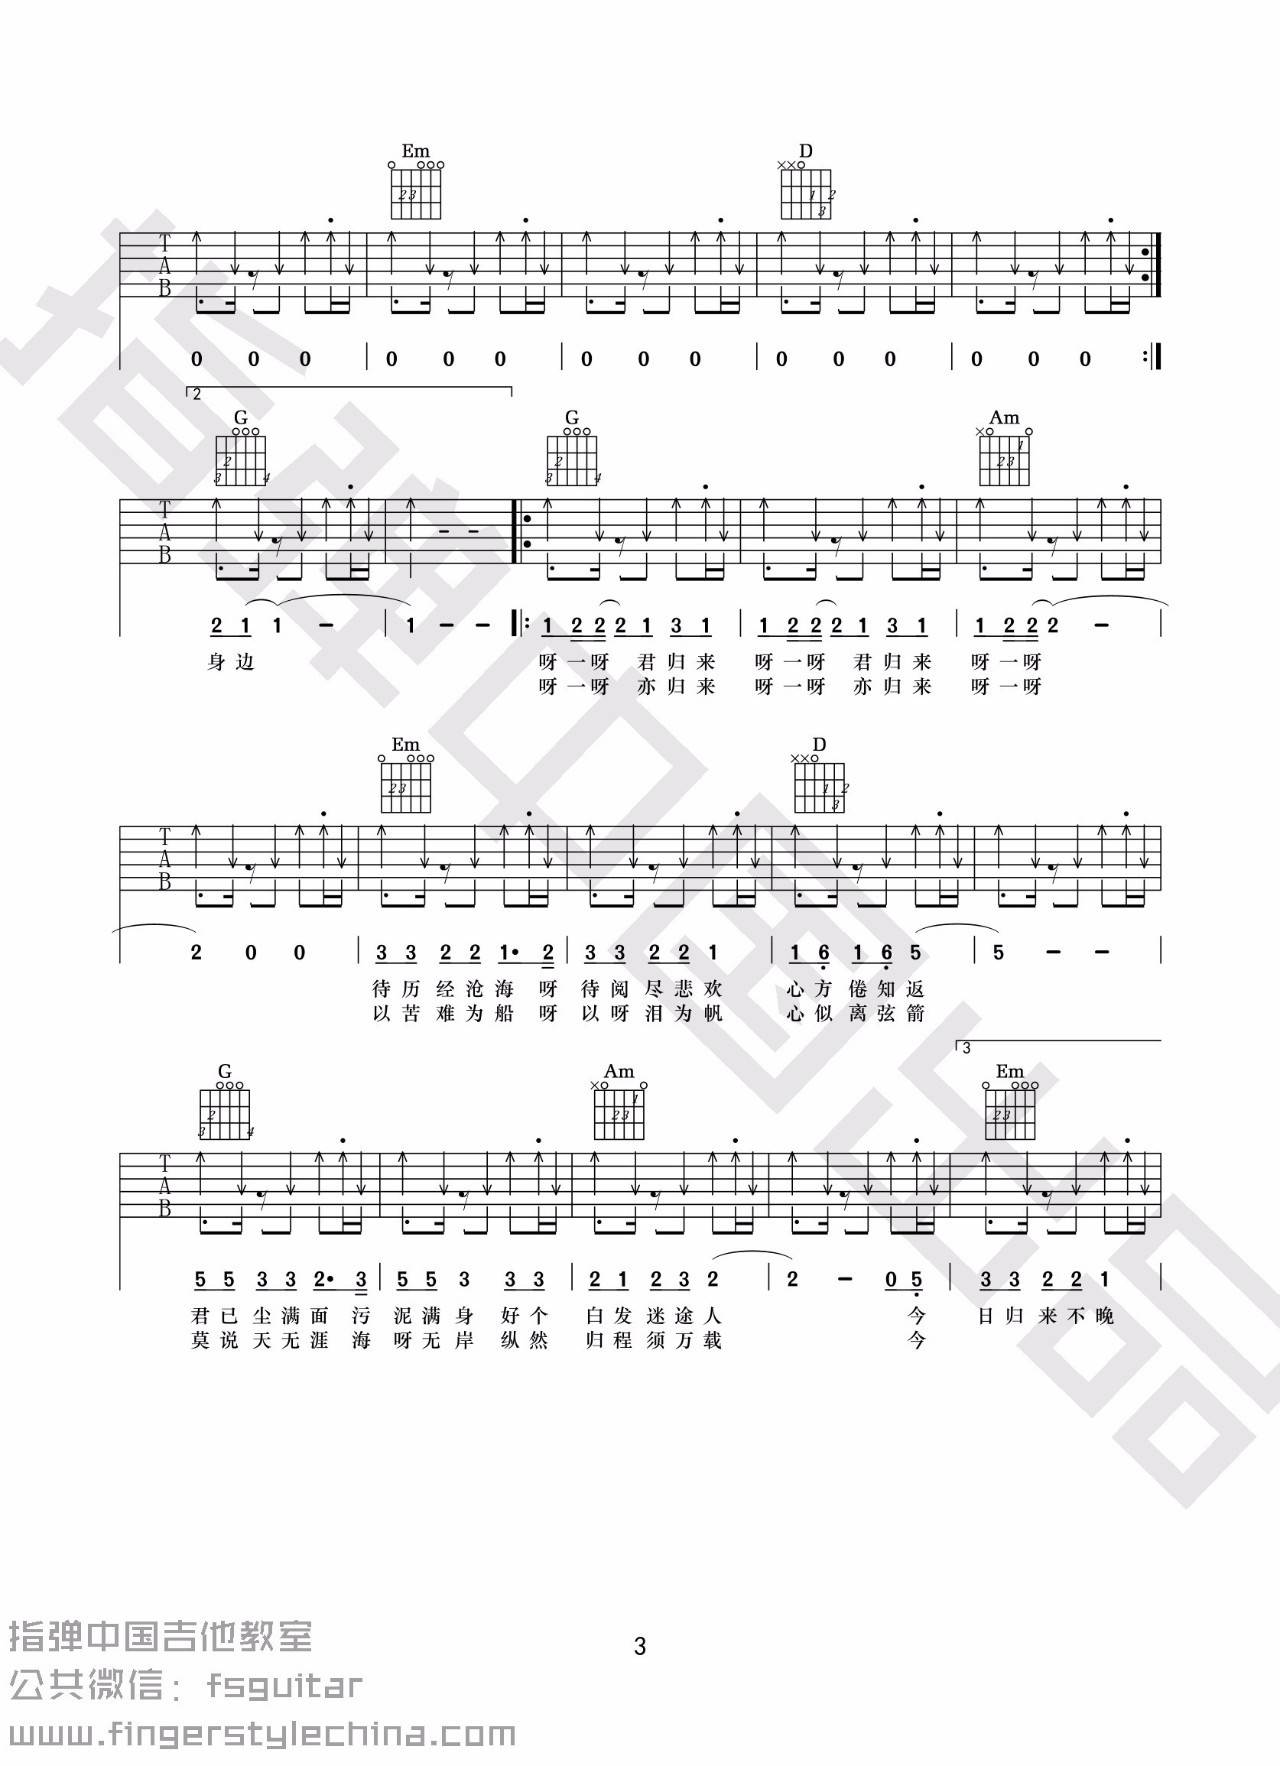 Em D
T
A
B
0 0 0 | 0 0 0 | 0 0 0 | 0 0 0 | 0 0 0 :|
2
G G Am
T
A
B
2 1 1 – | 1 – – |: 1 2 2 2 1 3 1 | 1 2 2 2 1 3 1 | 1 2 2 2 – |
身边 呀一呀 君归来 呀一呀 君归来 呀一呀
呀一呀 亦归来 呀一呀 亦归来 呀一呀
Em D
T
A
B
2 0 0 | 3 3 2 2 1· 2 | 3 3 2 2 1 | 1 6 1 6 5 | 5 – – |
待历 经沧海 呀 待阅 尽悲欢 心方 倦知返
以苦 难为船 呀 以呀 泪为帆 心似 离弦箭
3
G Am Em
T
A
B
5 5 3 3 2· 3 | 5 5 3 3 3 | 2 1 2 3 2 | 2 – 0 5 | 3 3 2 2 1
君已 尘满面 污 泥满身 好个 白发 迷途人 今 日归 来不晚
莫说 天无涯 海 呀无岸 纵然 归程 须万载 今
指弹中国出品
指弹中国吉他教室
公共微信：fsguitar
www.fingerstylechina.com
3